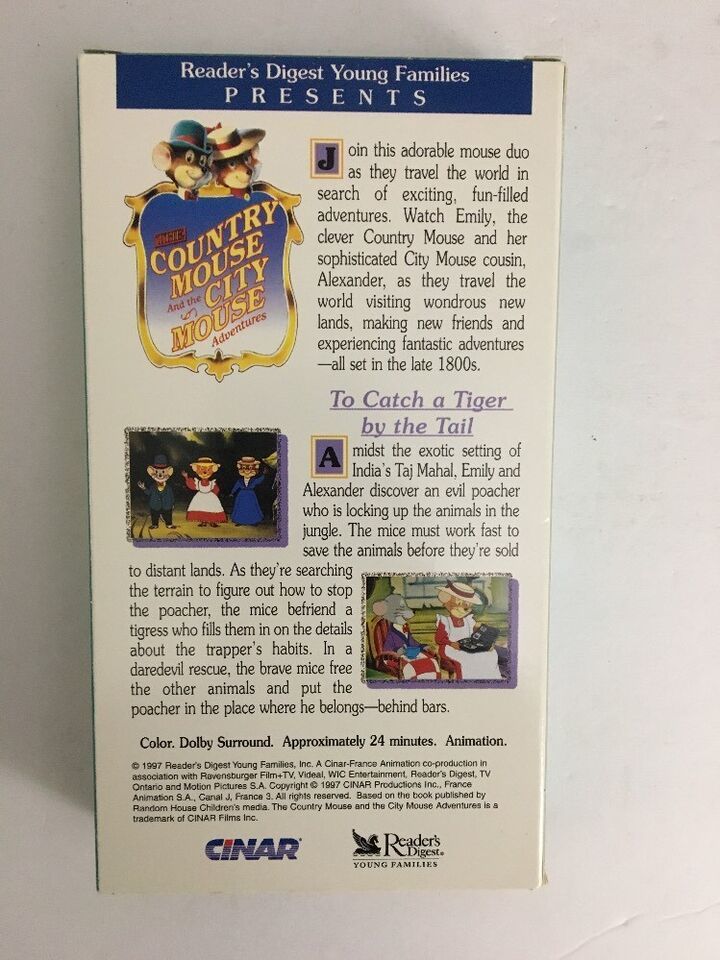 Reader's Digest Young Families
PRESENTS
THE
COUNTRY
MOUSE
And the
CITY
MOUSE
Adventures
Join this adorable mouse duo
as they travel the world in
search of exciting, fun-filled
adventures. Watch Emily, the
clever Country Mouse and her
sophisticated City Mouse cousin,
Alexander, as they travel the
world visiting wondrous new
lands, making new friends and
experiencing fantastic adventures
—all set in the late 1800s.
To Catch a Tiger
by the Tail
Amidst the exotic setting of
India's Taj Mahal, Emily and
Alexander discover an evil poacher
who is locking up the animals in the
jungle. The mice must work fast to
save the animals before they're sold
to distant lands. As they're searching
the terrain to figure out how to stop
the poacher, the mice befriend a
tigress who fills them in on the details
about the trapper's habits. In a
daredevil rescue, the brave mice free
the other animals and put the
poacher in the place where he belongs—behind bars.
Color. Dolby Surround. Approximately 24 minutes. Animation.
© 1997 Reader's Digest Young Families, Inc. A Cinar-France Animation co-production in
association with Ravensburger Film+TV, Videal, WIC Entertainment, Reader's Digest, TV
Ontario and Motion Pictures S.A. Copyright © 1997 CINAR Productions Inc., France
Animation S.A., Canal J, France 3. All rights reserved. Based on the book published by
Random House Children's media. The Country Mouse and the City Mouse Adventures is a
trademark of CINAR Films Inc.
CINAR
Reader's
Digest®
YOUNG FAMILIES